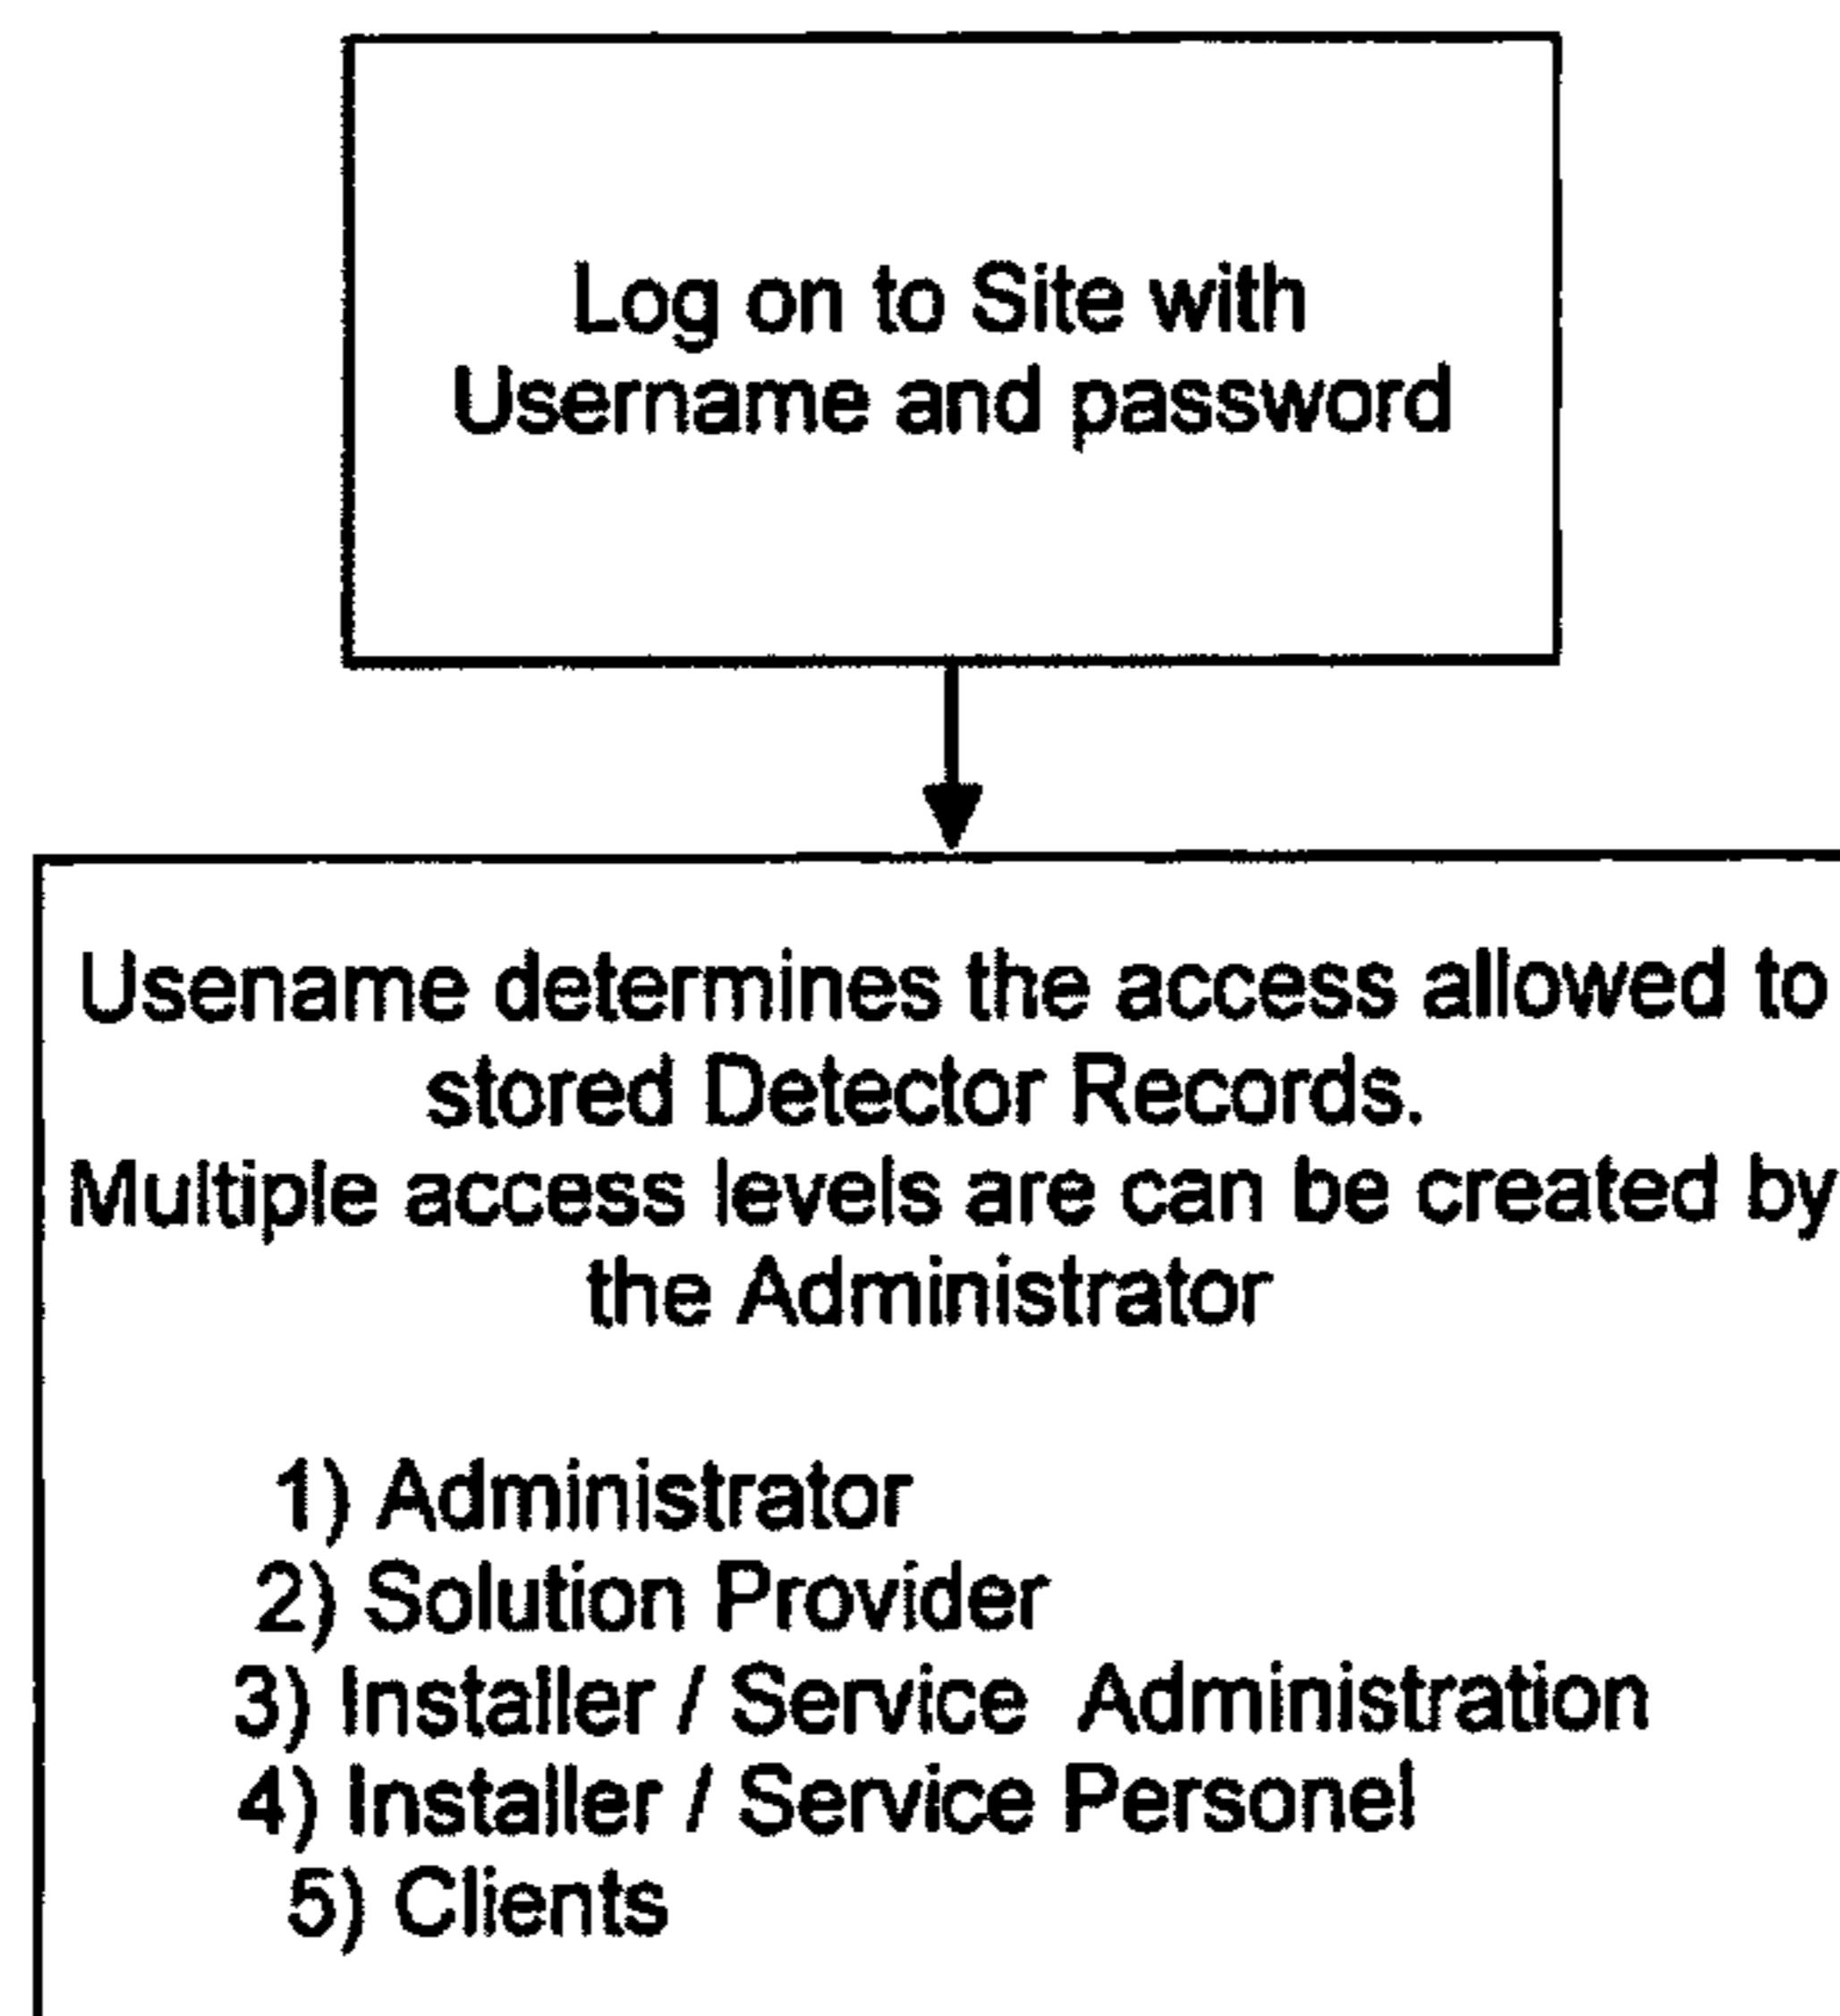 Log on to Site with
Username and password
Usename determines the access allowed to
stored Detector Records.
Multiple access levels are can be created by
the Administrator
1) Administrator
2) Solution Provider
3) Installer / Service Administration
4) Installer / Service Personel
5) Clients